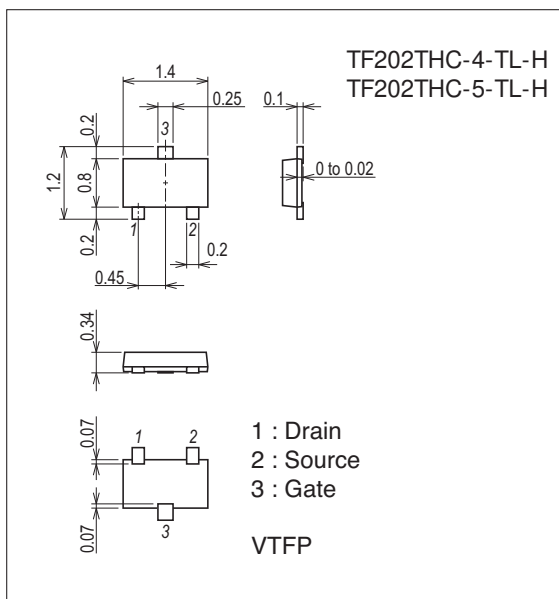 TF202THC-4-TL-H
TF202THC-5-TL-H
1.4
0.25
0.1
0.2
3
0 to 0.02
1.2
0.8
0.2
1
2
0.2
0.45
0.34
0.07
1
2
1 : Drain
2 : Source
3 : Gate
0.07
3
VTFP